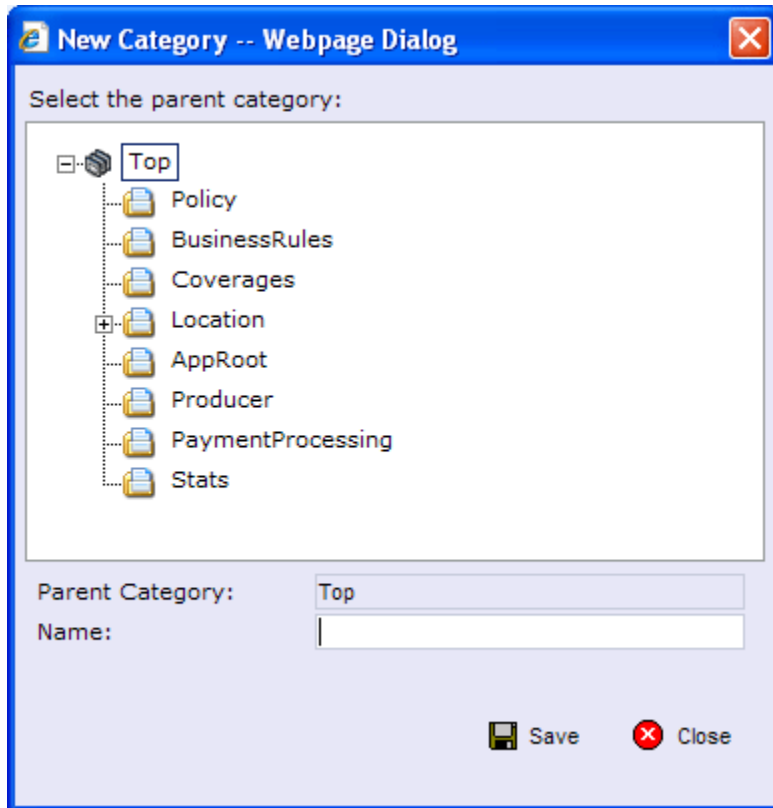 New Category -- Webpage Dialog
Select the parent category:
Top
Policy
BusinessRules
Coverages
Location
AppRoot
Producer
PaymentProcessing
Stats
Parent Category: Top
Name:
Save Close